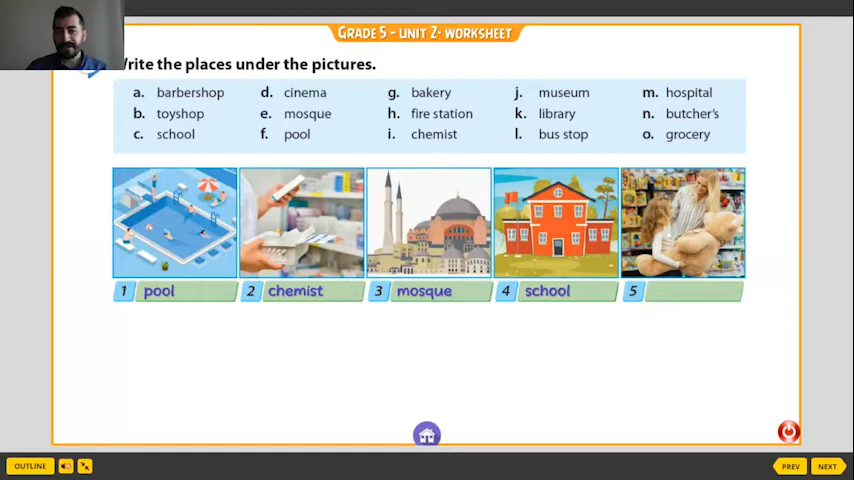 GRADE 5 - UNIT 2- WORKSHEET
rite the places under the pictures.
a. barbershop d. cinema g. bakery j. museum m. hospital
b. toyshop e. mosque h. fire station k. library n. butcher's
c. school f. pool i. chemist l. bus stop o. grocery
1 pool 2 chemist 3 mosque 4 school 5
OUTLINE PREV NEXT